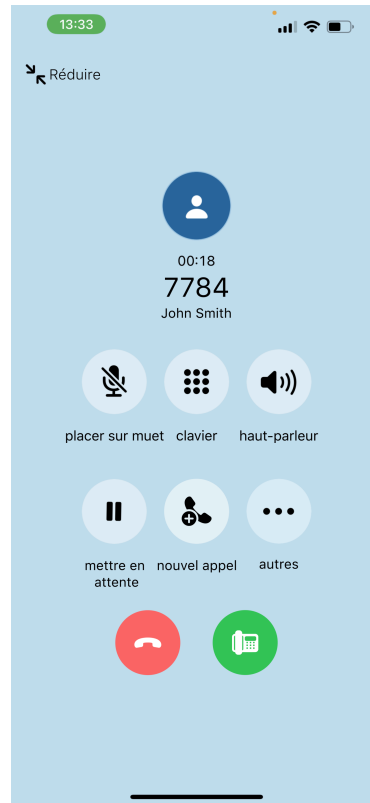 13:33
Réduire
00:18
7784
John Smith
placer sur muet clavier haut-parleur
mettre en attente nouvel appel autres